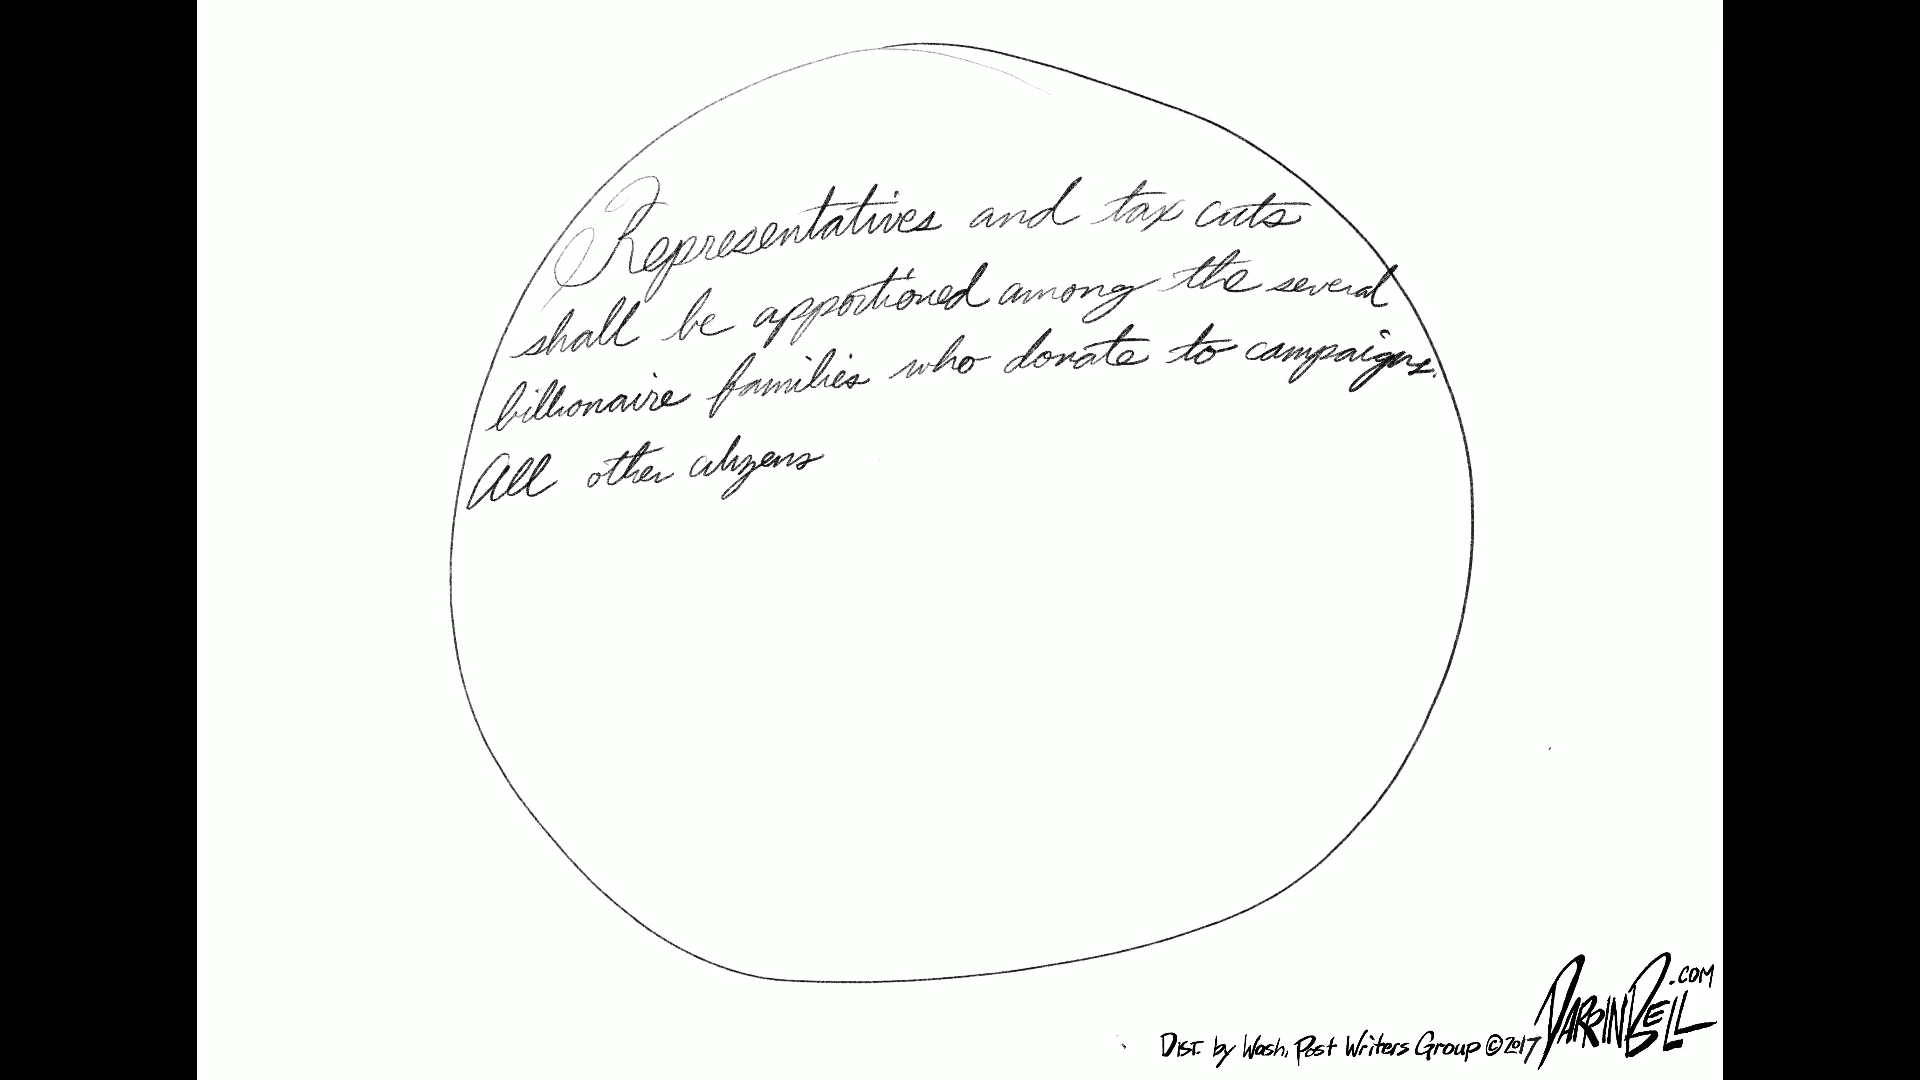 Representatives and tax cuts
shall be apportioned among the several
billionaire families who donate to campaigns.
All other citizens
DARRINBELL.COM
DIST. by Wash. Post Writers Group ©2017